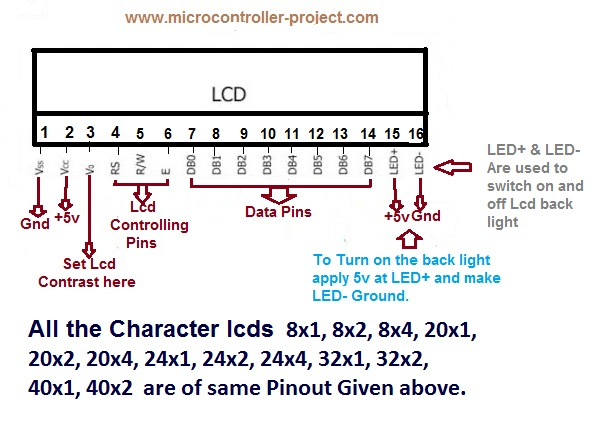 www.microcontroller-project.com
LCD
1 2 3 4 5 6 7 8 9 10 11 12 13 14 15 16
Vss Vcc V₀ RS R/W E DB0 DB1 DB2 DB3 DB4 DB5 DB6 DB7 LED+ LED-
Gnd
+5v
Set Lcd
Contrast here
Lcd
Controlling
Pins
Data Pins
+5v
Gnd
LED+ & LED-
Are used to
switch on and
off Lcd back
light
To Turn on the back light
apply 5v at LED+ and make
LED- Ground.
All the Character lcds 8x1, 8x2, 8x4, 20x1,
20x2, 20x4, 24x1, 24x2, 24x4, 32x1, 32x2,
40x1, 40x2 are of same Pinout Given above.